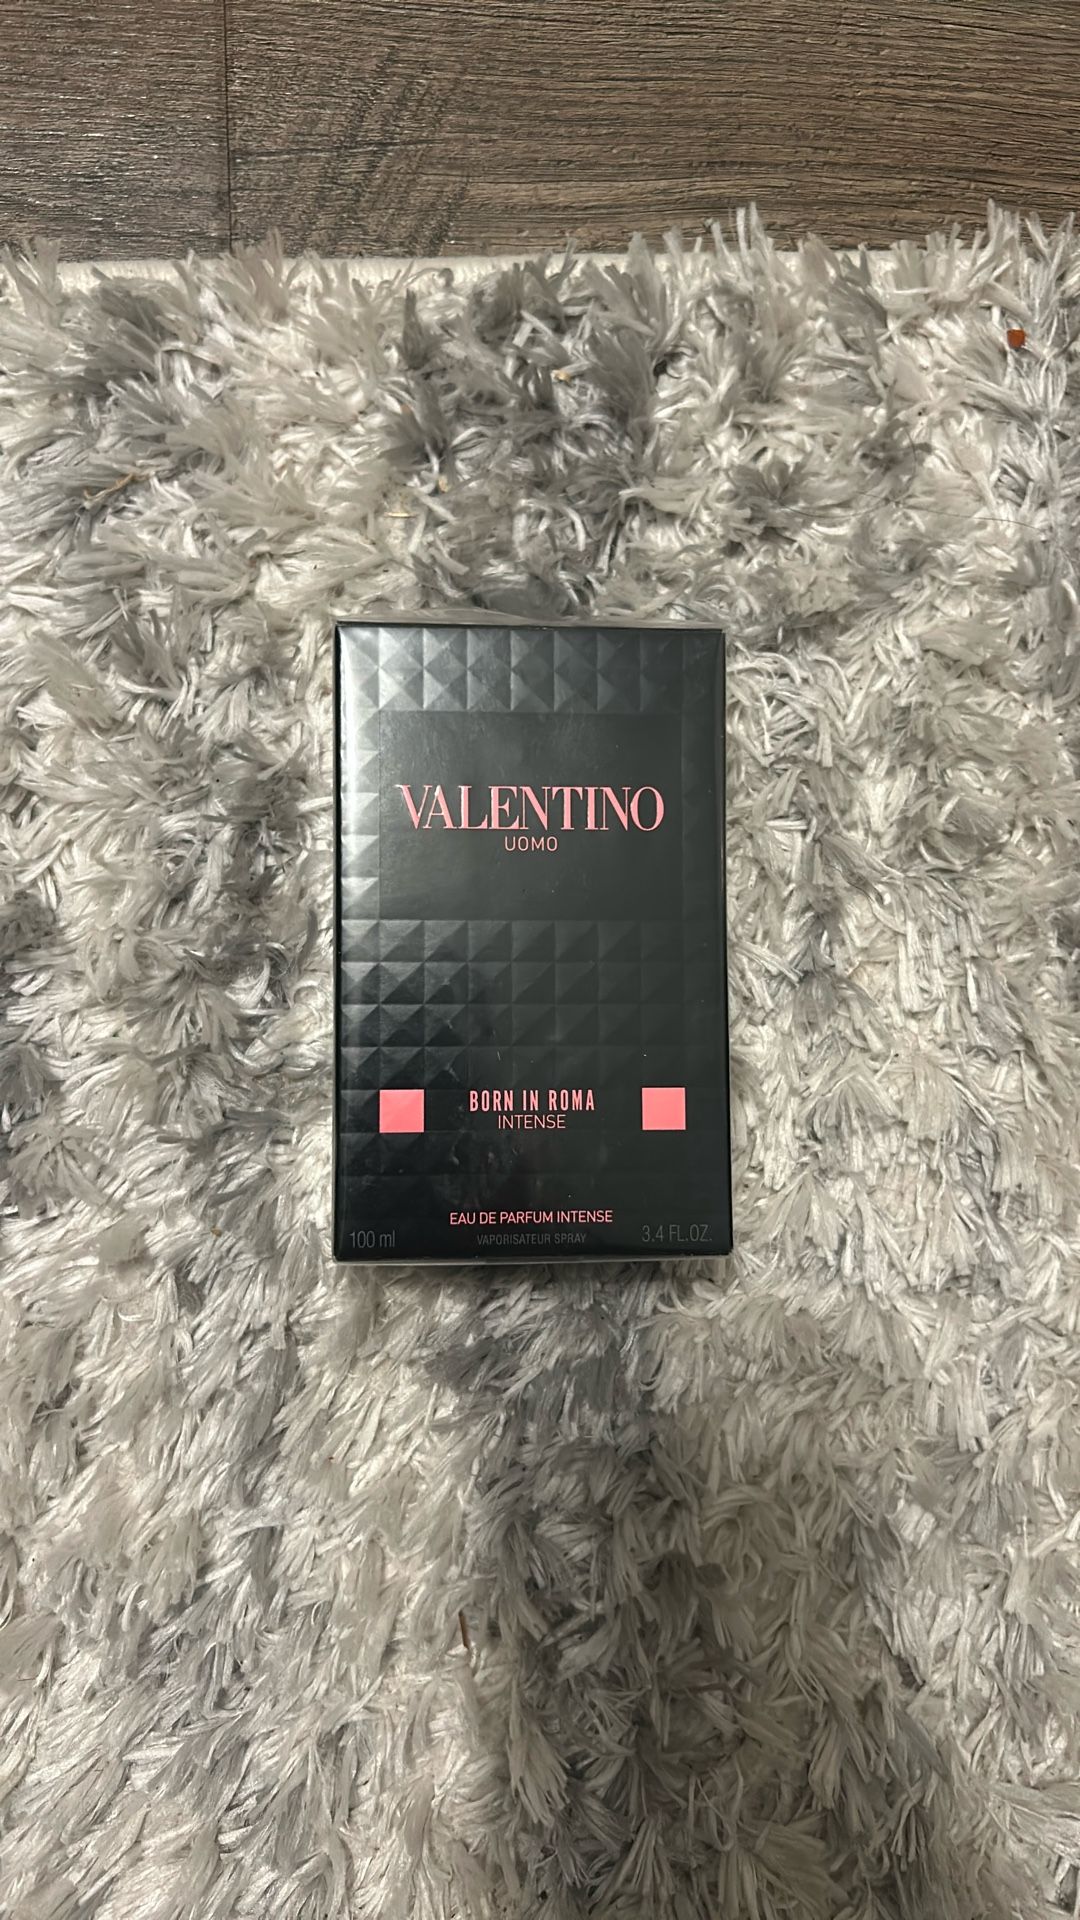 VALENTINO
UOMO
BORN IN ROMA
INTENSE
EAU DE PARFUM INTENSE
100 ml VAPORISATEUR SPRAY 3.4 FL.OZ.